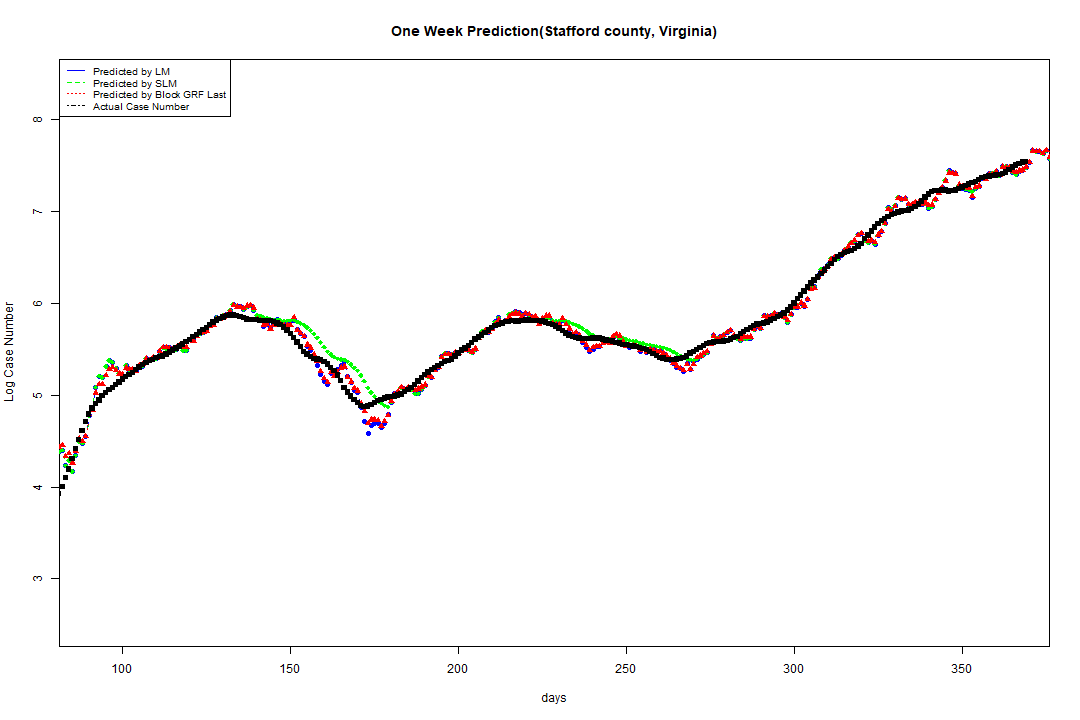 One Week Prediction(Stafford county, Virginia)
Predicted by LM
Predicted by SLM
Predicted by Block GRF Last
Actual Case Number
8
7
6
5
4
3
Log Case Number
100 150 200 250 300 350
days